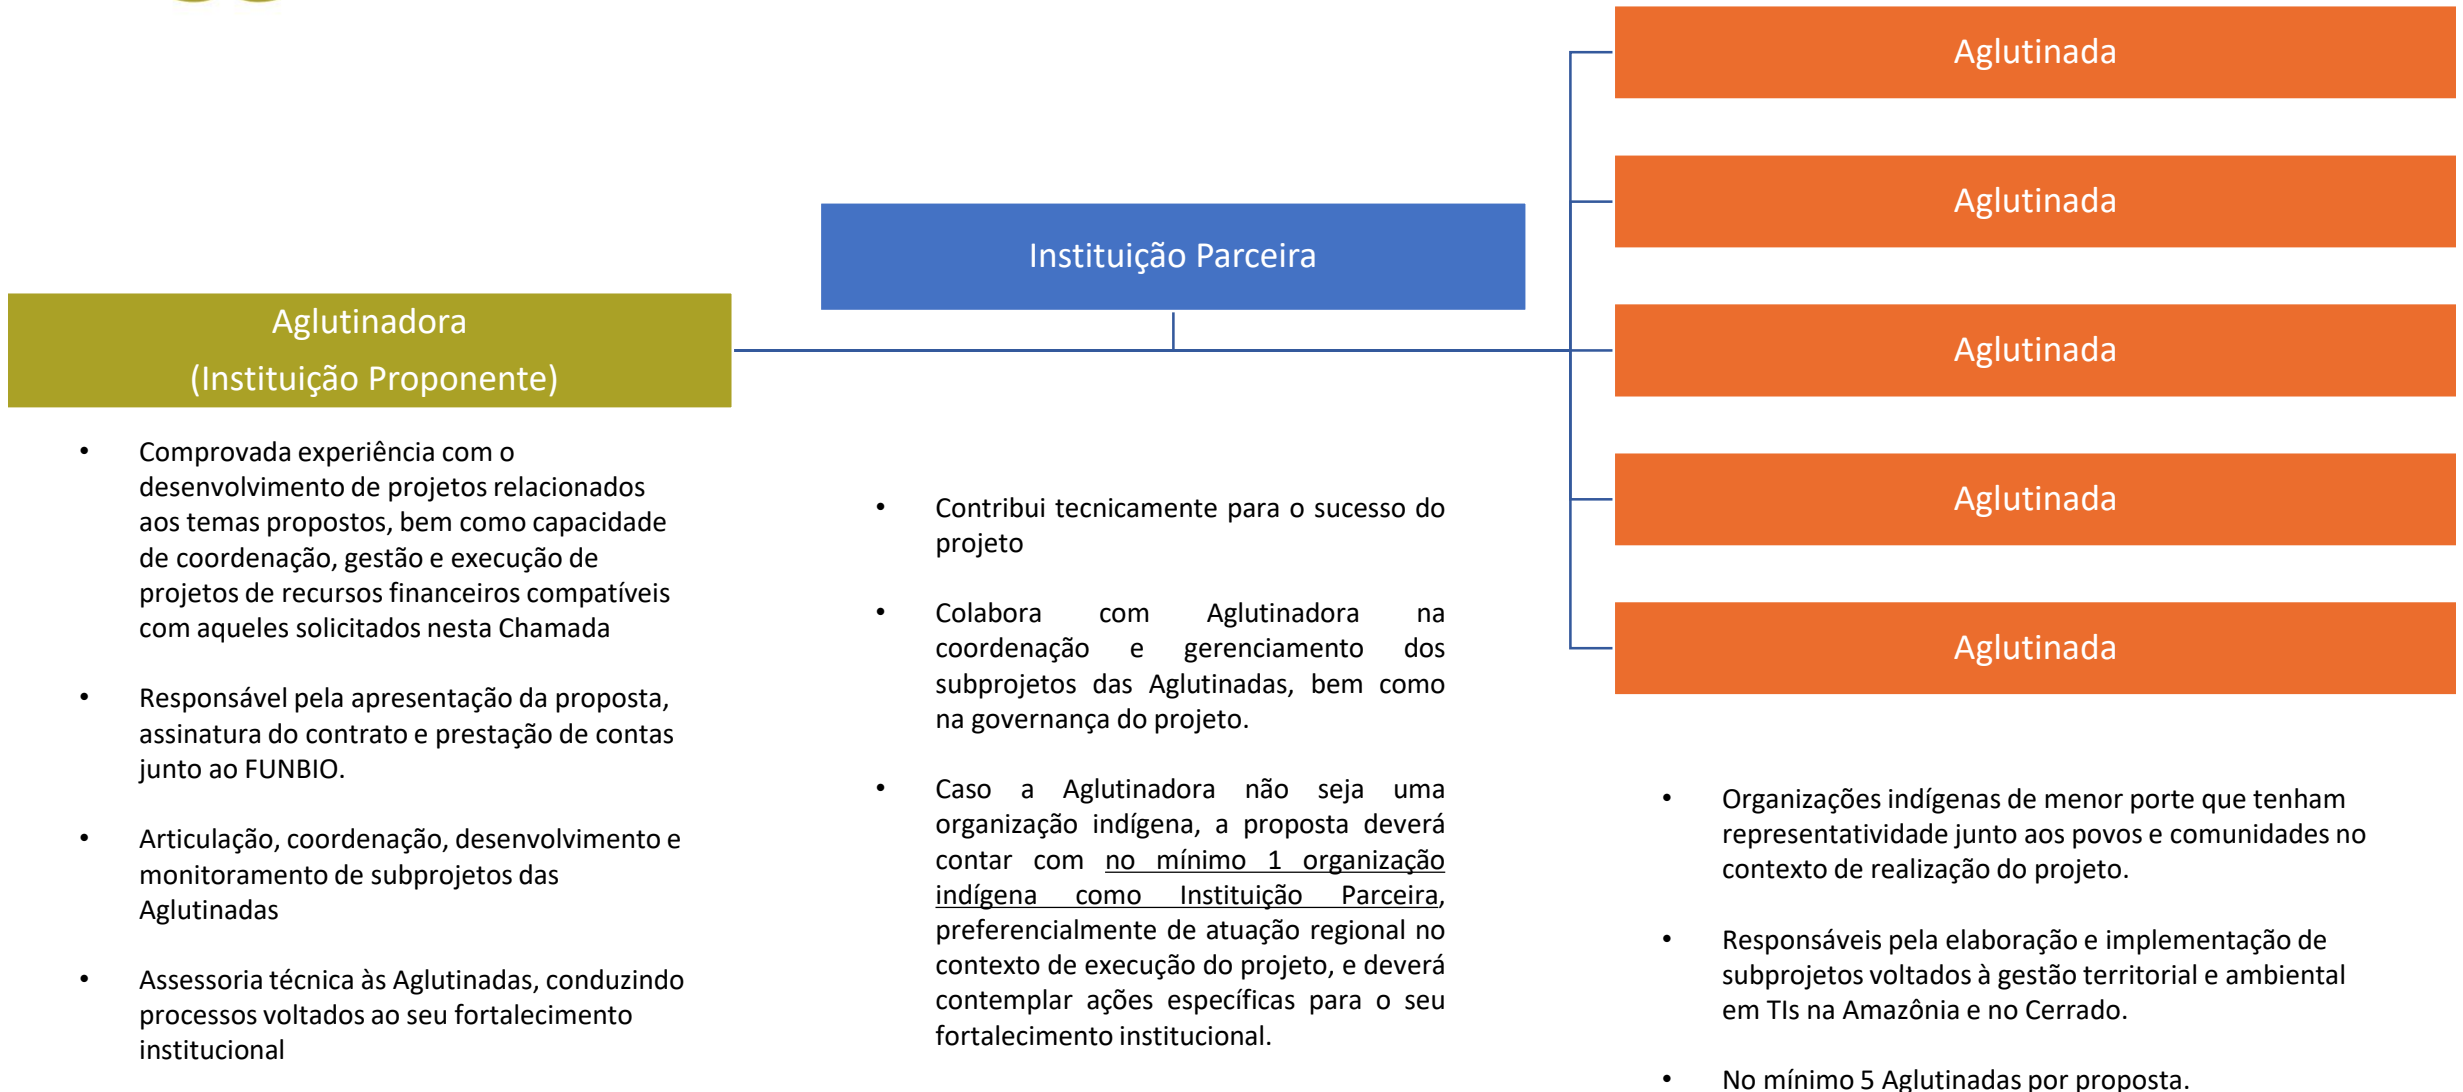 Aglutinadora
(Instituição Proponente)
• Comprovada experiência com o
desenvolvimento de projetos relacionados
aos temas propostos, bem como capacidade
de coordenação, gestão e execução de
projetos de recursos financeiros compatíveis
com aqueles solicitados nesta Chamada
• Responsável pela apresentação da proposta,
assinatura do contrato e prestação de contas
junto ao FUNBIO.
• Articulação, coordenação, desenvolvimento e
monitoramento de subprojetos das
Aglutinadas
• Assessoria técnica às Aglutinadas, conduzindo
processos voltados ao seu fortalecimento
institucional
Instituição Parceira
• Contribui tecnicamente para o sucesso do
projeto
• Colabora com Aglutinadora na
coordenação e gerenciamento dos
subprojetos das Aglutinadas, bem como
na governança do projeto.
• Caso a Aglutinadora não seja uma
organização indígena, a proposta deverá
contar com no mínimo 1 organização
indígena como Instituição Parceira,
preferencialmente de atuação regional no
contexto de execução do projeto, e deverá
contemplar ações específicas para o seu
fortalecimento institucional.
Aglutinada
Aglutinada
Aglutinada
Aglutinada
Aglutinada
• Organizações indígenas de menor porte que tenham
representatividade junto aos povos e comunidades no
contexto de realização do projeto.
• Responsáveis pela elaboração e implementação de
subprojetos voltados à gestão territorial e ambiental
em TIs na Amazônia e no Cerrado.
• No mínimo 5 Aglutinadas por proposta.